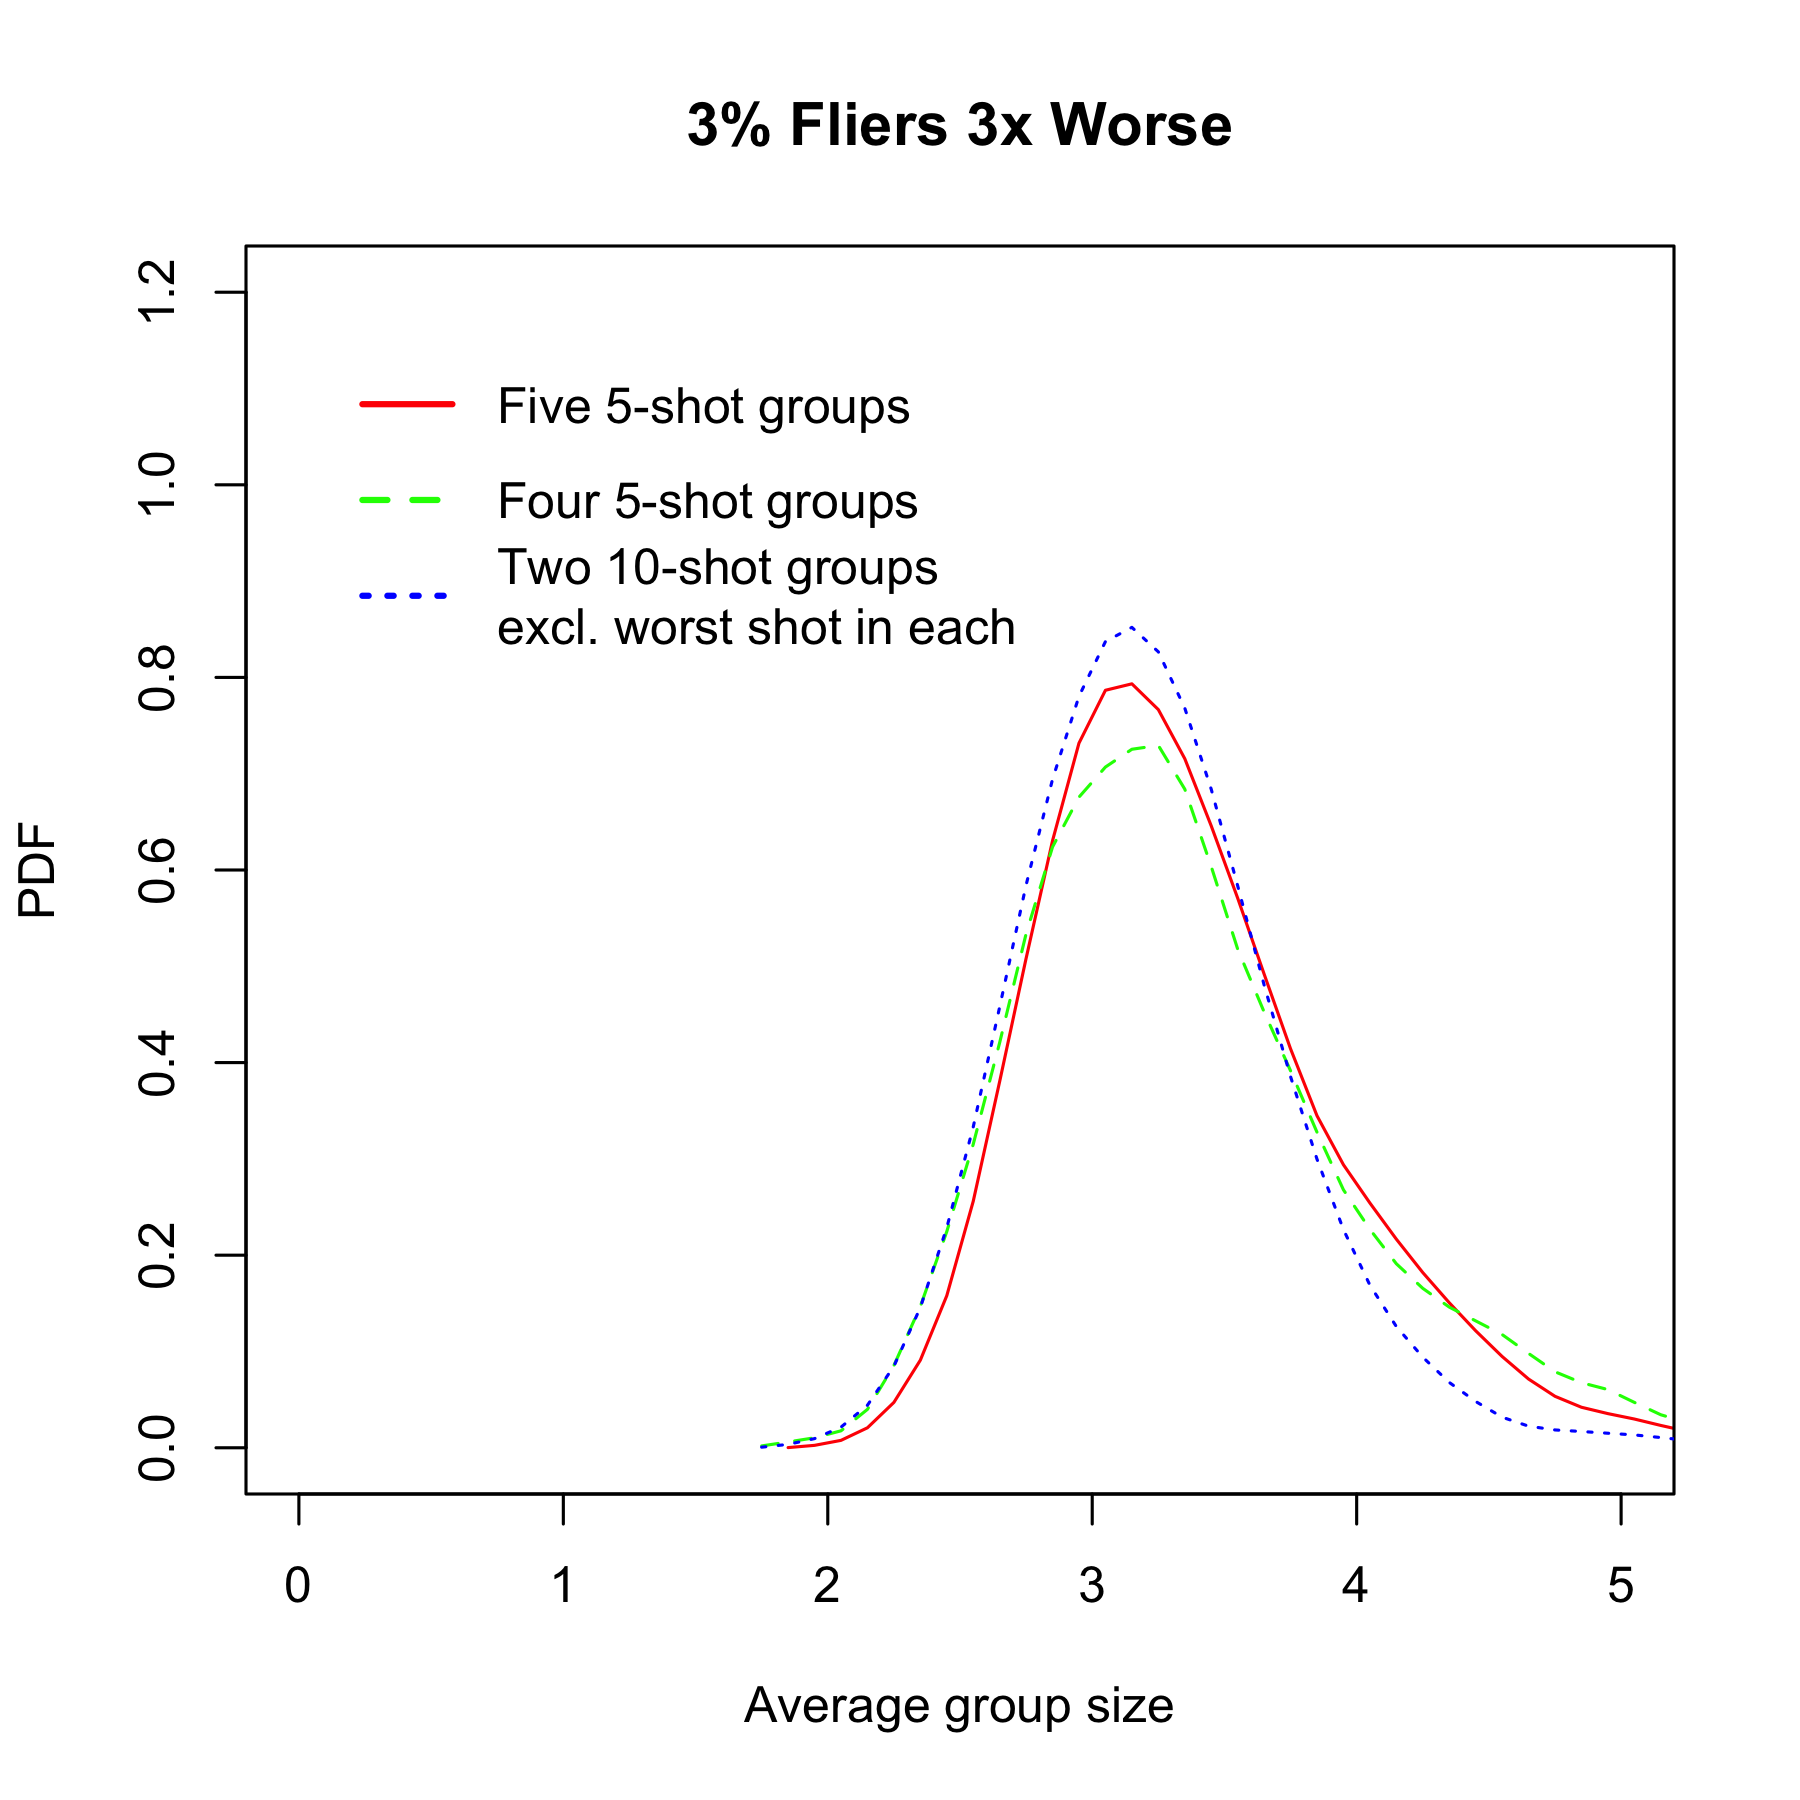 3% Fliers 3x Worse
1.2
1.0
0.8
0.6
0.4
0.2
0.0
PDF
Five 5-shot groups
Four 5-shot groups
Two 10-shot groups
excl. worst shot in each
0 1 2 3 4 5
Average group size